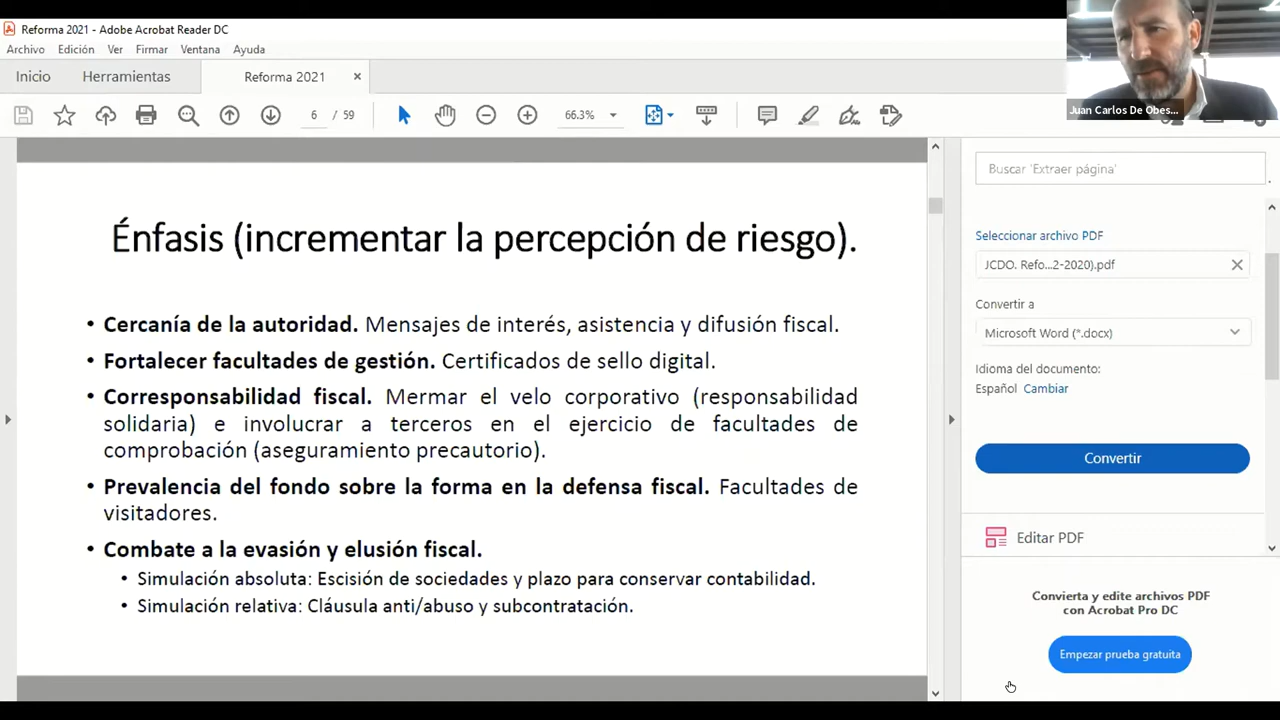 Reforma 2021 - Adobe Acrobat Reader DC
Archivo Edición Ver Firmar Ventana Ayuda
Inicio Herramientas Reforma 2021 ×
6 / 59 66.3%
Juan Carlos De Obes...
Énfasis (incrementar la percepción de riesgo).
• Cercanía de la autoridad. Mensajes de interés, asistencia y difusión fiscal.
• Fortalecer facultades de gestión. Certificados de sello digital.
• Corresponsabilidad fiscal. Mermar el velo corporativo (responsabilidad
solidaria) e involucrar a terceros en el ejercicio de facultades de
comprobación (aseguramiento precautorio).
• Prevalencia del fondo sobre la forma en la defensa fiscal. Facultades de
visitadores.
• Combate a la evasión y elusión fiscal.
• Simulación absoluta: Escisión de sociedades y plazo para conservar contabilidad.
• Simulación relativa: Cláusula anti/abuso y subcontratación.
Buscar 'Extraer página'
Seleccionar archivo PDF
JCDO. Refo...2-2020).pdf
Convertir a
Microsoft Word (*.docx)
Idioma del documento:
Español Cambiar
Convertir
Editar PDF
Convierta y edite archivos PDF
con Acrobat Pro DC
Empezar prueba gratuita